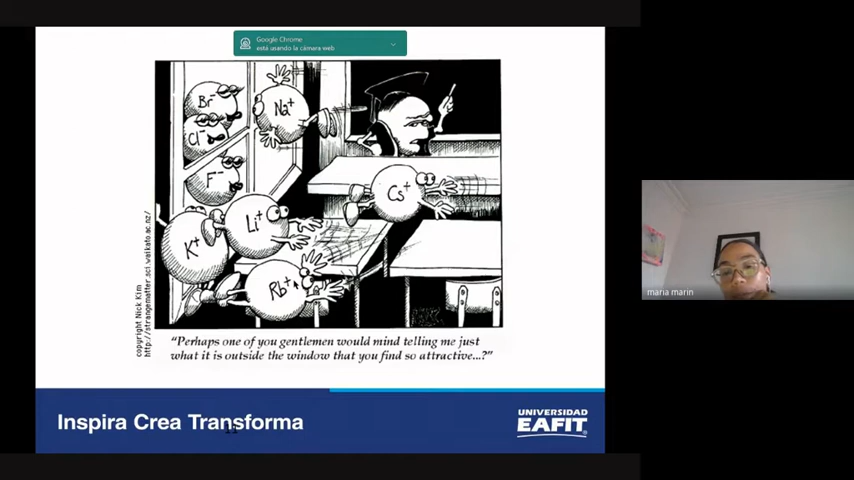 Google Chrome
está usando la cámara web
Br⁻
Na⁺
Cl⁻
F⁻
Cs⁺
Li⁺
K⁺
Rb⁺
copyright Nick Kim
http://strangematter.sci.waikato.ac.nz/
"Perhaps one of you gentlemen would mind telling me just
what it is outside the window that you find so attractive...?"
maria marin
Inspira Crea Transforma
UNIVERSIDAD
EAFIT